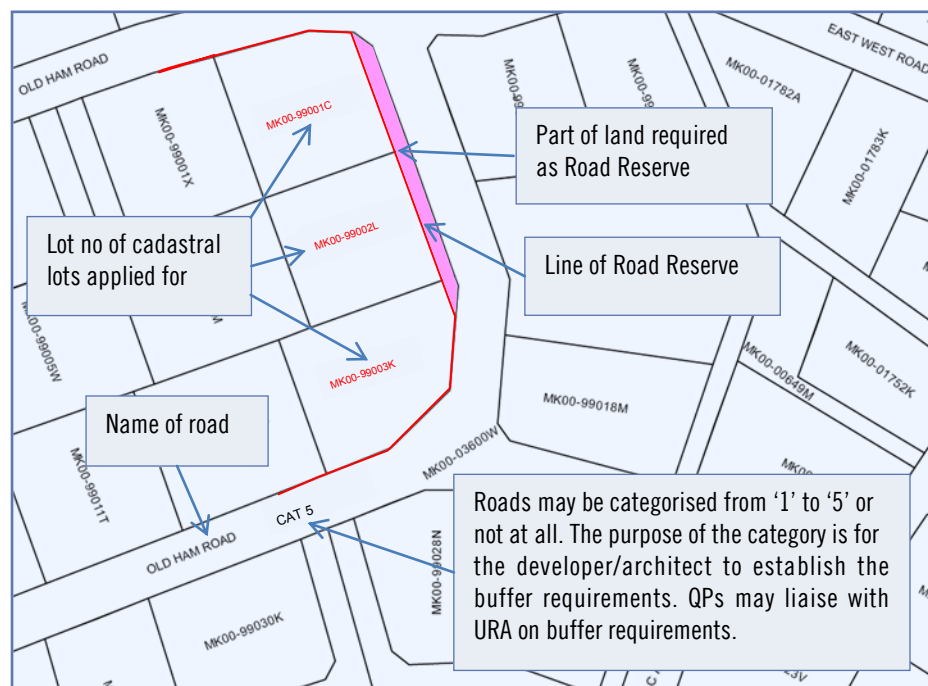 OLD HAM ROAD
EAST WEST ROAD
MK00-01782A
MK00-99001C
MK00-99001X
MK00-01783K
Part of land required
as Road Reserve
Lot no of cadastral
lots applied for
MK00-99002L
Line of Road Reserve
MK00-99005W
MK00-99003K
MK00-00649M
MK00-01752K
MK00-99018M
Name of road
MK00-03600W
MK00-99011T
CAT 5
OLD HAM ROAD
MK00-99028N
Roads may be categorised from ‘1’ to ‘5’ or
not at all. The purpose of the category is for
the developer/architect to establish the
buffer requirements. QPs may liaise with
URA on buffer requirements.
MK00-99030K